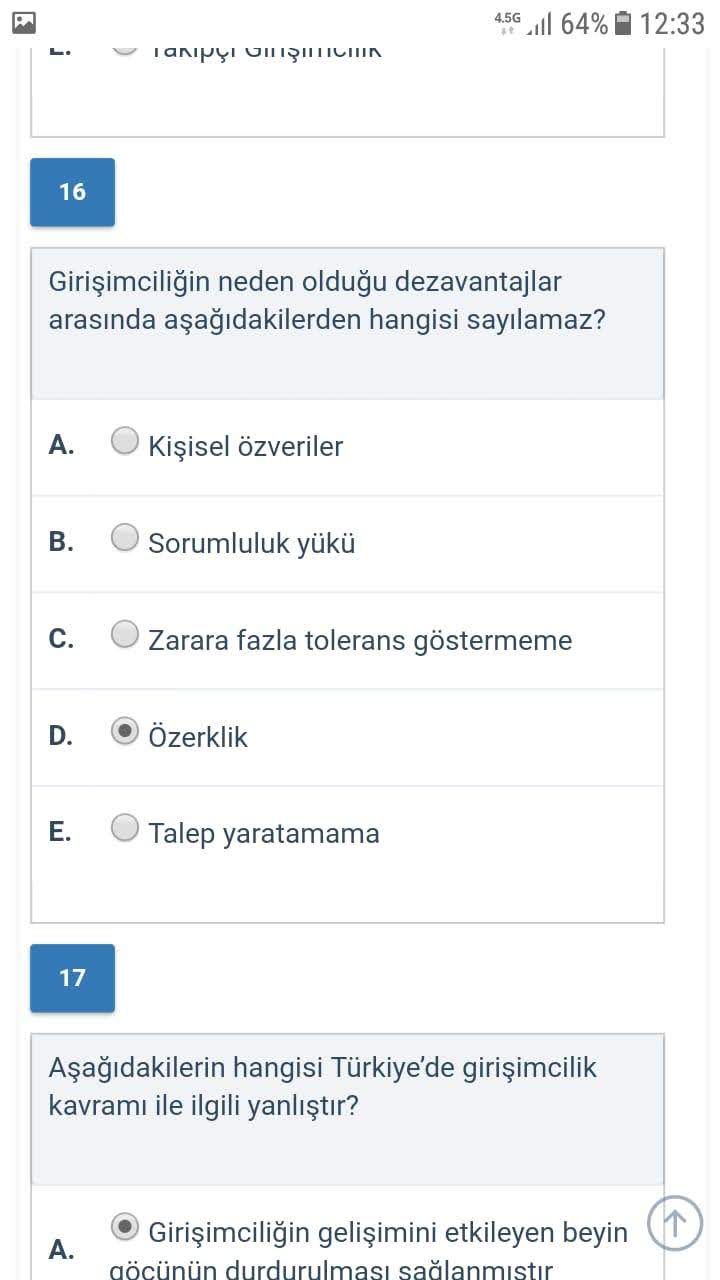 4.5G 64% 12:33
E. Takipçi Girişimcilik
16
Girişimciliğin neden olduğu dezavantajlar
arasında aşağıdakilerden hangisi sayılamaz?
A. Kişisel özveriler
B. Sorumluluk yükü
C. Zarara fazla tolerans göstermeme
D. Özerklik
E. Talep yaratamama
17
Aşağıdakilerin hangisi Türkiye’de girişimcilik
kavramı ile ilgili yanlıştır?
A. Girişimciliğin gelişimini etkileyen beyin
göçünün durdurulması sağlanmıştır